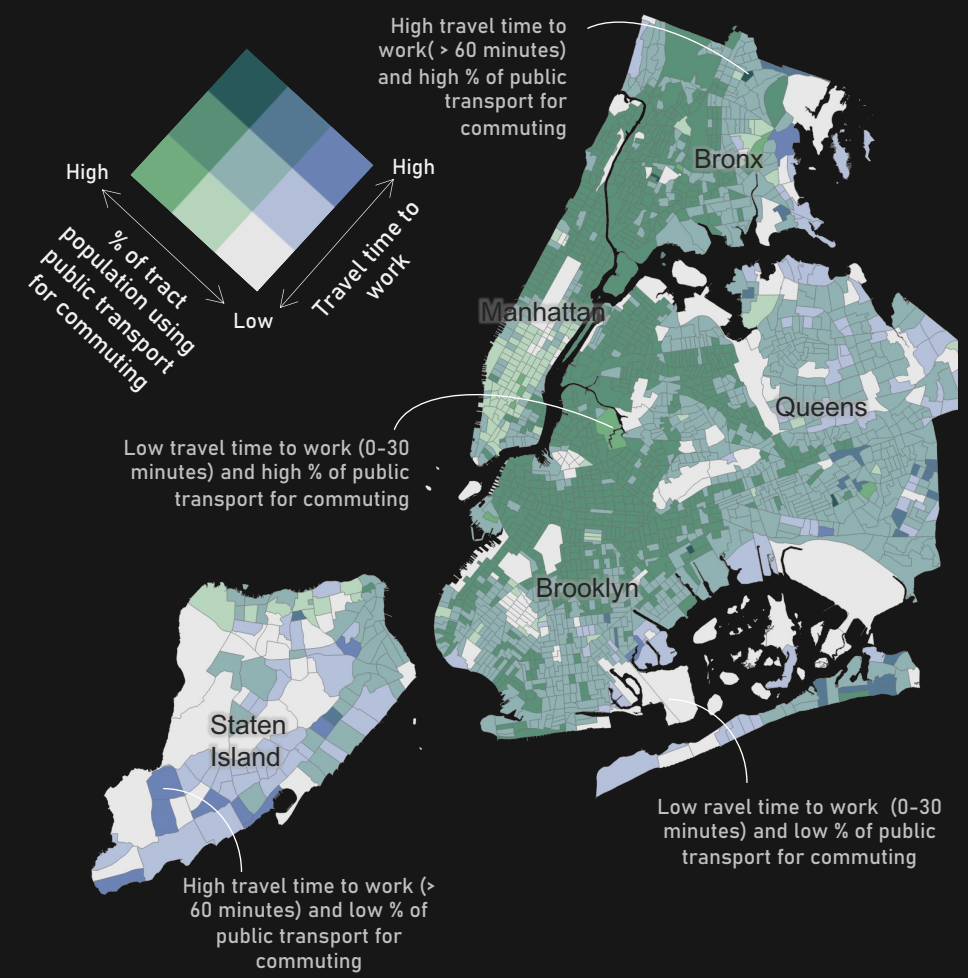 High travel time to
work( > 60 minutes)
and high % of public
transport for
commuting
High
High
% of tract
population using
public transport
for commuting
Travel time to
work
Low
Bronx
Manhattan
Queens
Low travel time to work (0-30
minutes) and high % of public
transport for commuting
Brooklyn
Staten
Island
Low ravel time to work (0-30
minutes) and low % of public
transport for commuting
High travel time to work (>
60 minutes) and low % of
public transport for
commuting